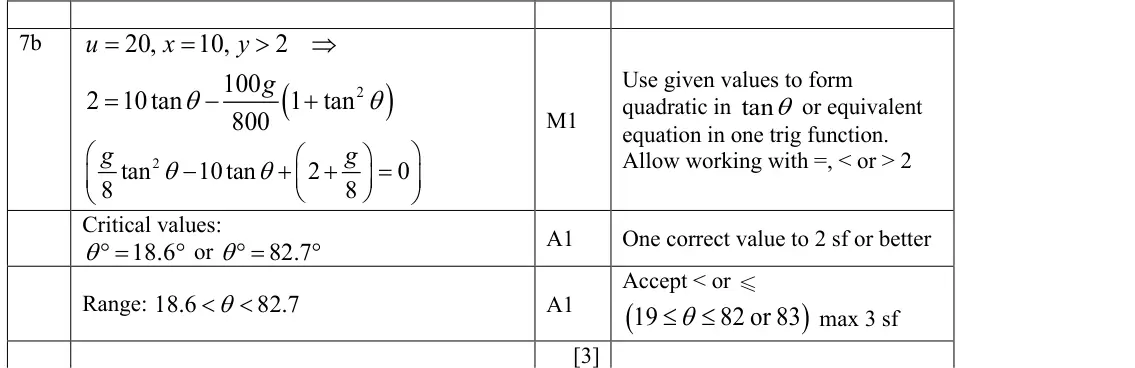 7b
u = 20, x = 10, y > 2 ⇒
2 = 10 tan θ − 100g/800 (1 + tan² θ)
(g/8 tan² θ − 10 tan θ + (2 + g/8) = 0)
M1
Use given values to form
quadratic in tan θ or equivalent
equation in one trig function.
Allow working with =, < or > 2
Critical values:
θ° = 18.6° or θ° = 82.7°
A1
One correct value to 2 sf or better
Range: 18.6 < θ < 82.7
A1
Accept < or ⩽
(19 ≤ θ ≤ 82 or 83) max 3 sf
[3]